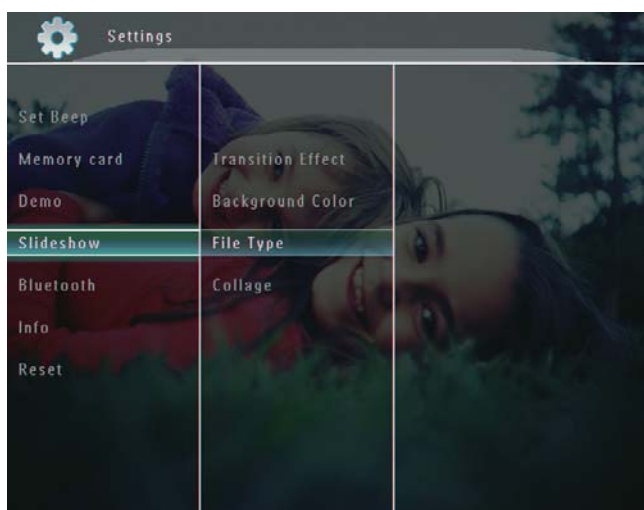 Settings
Set Beep
Memory card
Demo
Slideshow
Bluetooth
Info
Reset
Transition Effect
Background Color
File Type
Collage